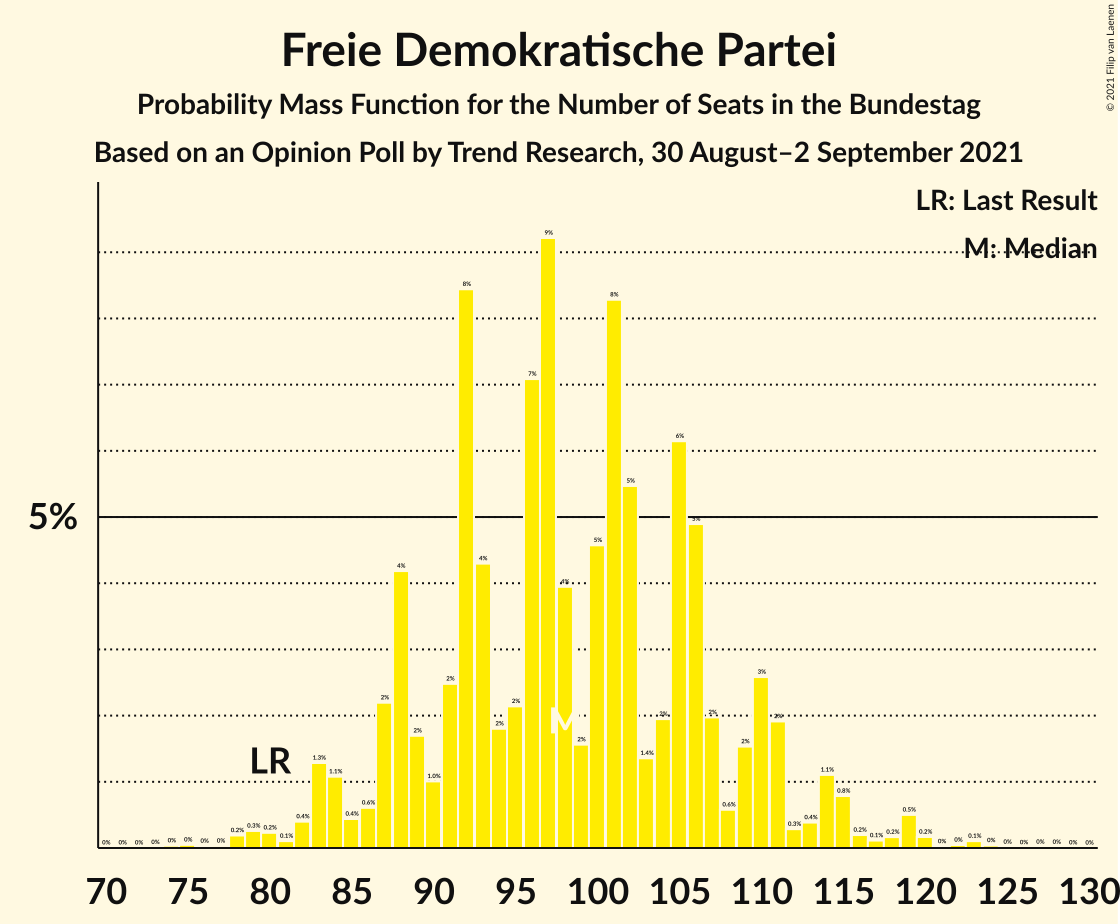 Freie Demokratische Partei
Probability Mass Function for the Number of Seats in the Bundestag
Based on an Opinion Poll by Trend Research, 30 August–2 September 2021
© 2021 Filip van Laenen
LR: Last Result
M: Median
5%
LR
M
0% 0% 0% 0% 0% 0% 0% 0% 0.2% 0.3% 0.2% 0.1% 0.4% 1.3% 1.1% 0.4% 0.6% 2% 4% 2% 1.0% 2% 8% 4% 2% 2% 7% 9% 4% 2% 5% 8% 5% 1.4% 2% 6% 5% 2% 0.6% 2% 3% 2% 0.3% 0.4% 1.1% 0.8% 0.2% 0.1% 0.2% 0.5% 0.2% 0% 0% 0.1% 0% 0% 0% 0% 0% 0% 0%
70 75 80 85 90 95 100 105 110 115 120 125 130